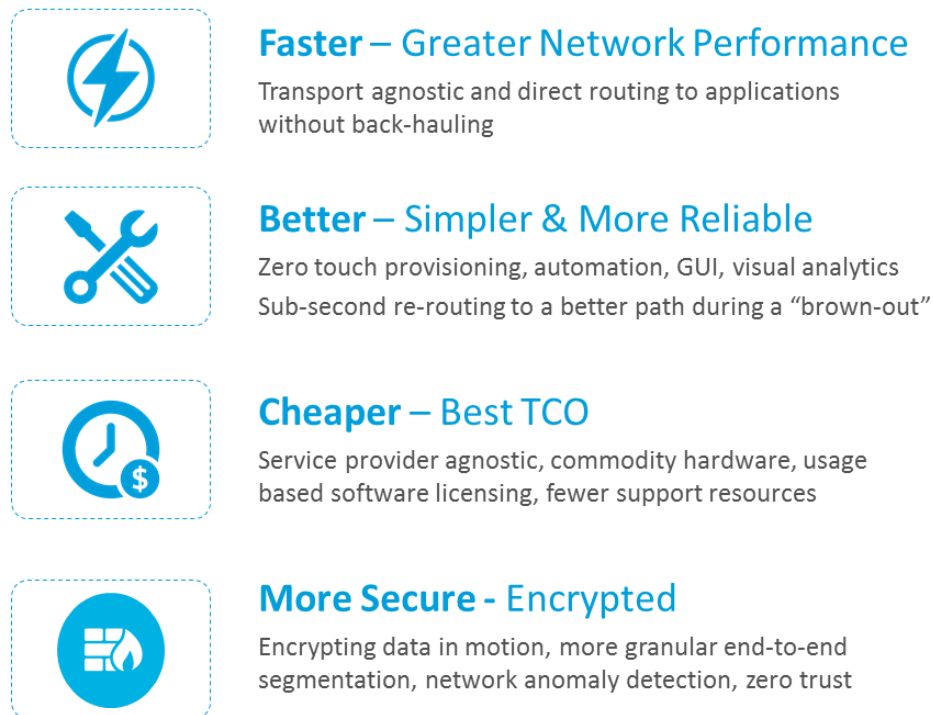 Faster – Greater Network Performance
Transport agnostic and direct routing to applications
without back-hauling
Better – Simpler & More Reliable
Zero touch provisioning, automation, GUI, visual analytics
Sub-second re-routing to a better path during a “brown-out”
$
Cheaper – Best TCO
Service provider agnostic, commodity hardware, usage
based software licensing, fewer support resources
More Secure - Encrypted
Encrypting data in motion, more granular end-to-end
segmentation, network anomaly detection, zero trust